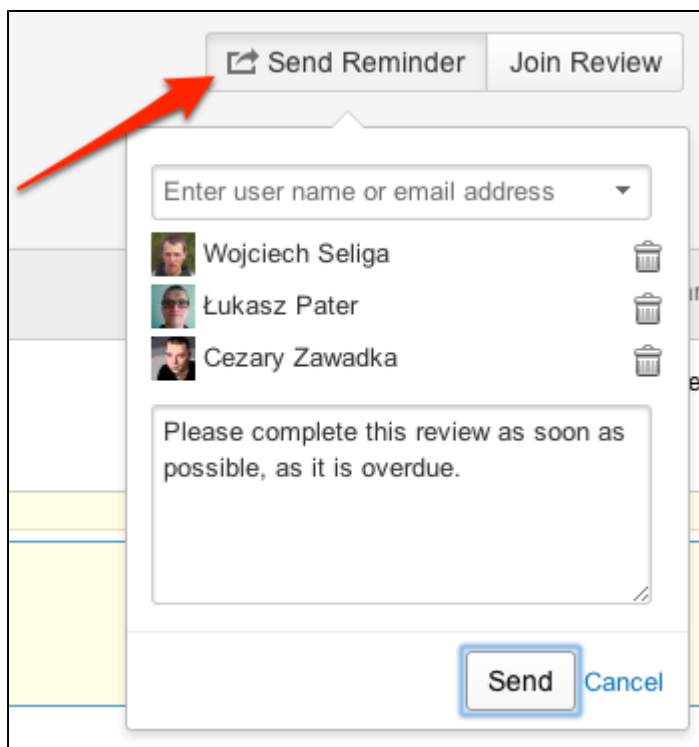 Send Reminder
Join Review
Enter user name or email address
Wojciech Seliga
Łukasz Pater
Cezary Zawadka
Please complete this review as soon as
possible, as it is overdue.
Send
Cancel